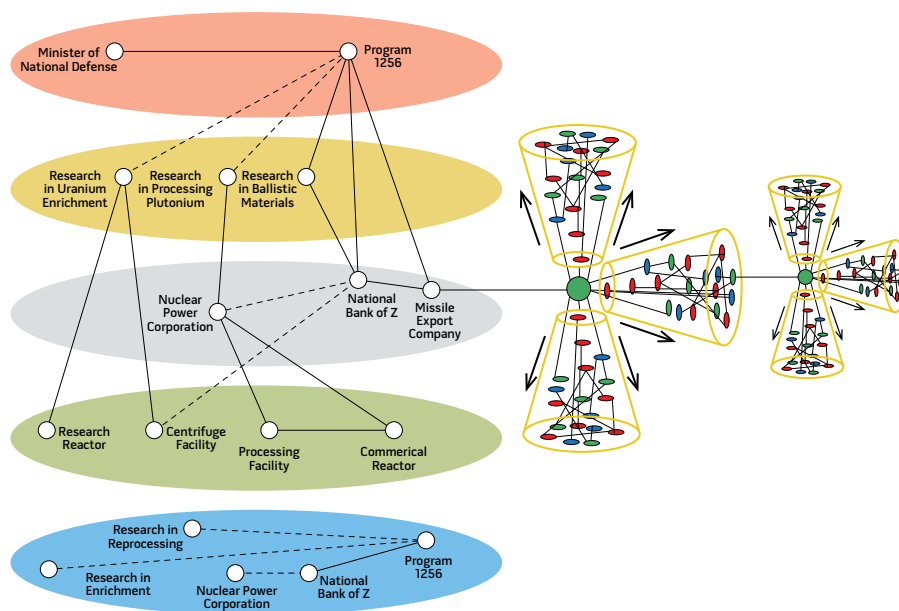 Minister of
National Defense
Program
1256
Research
in Uranium
Enrichment
Research
in Processing
Plutonium
Research
in Ballistic
Materials
Nuclear
Power
Corporation
National
Bank of Z
Missile
Export
Company
Research
Reactor
Centrifuge
Facility
Processing
Facility
Commerical
Reactor
Research in
Reprocessing
Research in
Enrichment
Nuclear Power
Corporation
National
Bank of Z
Program
1256